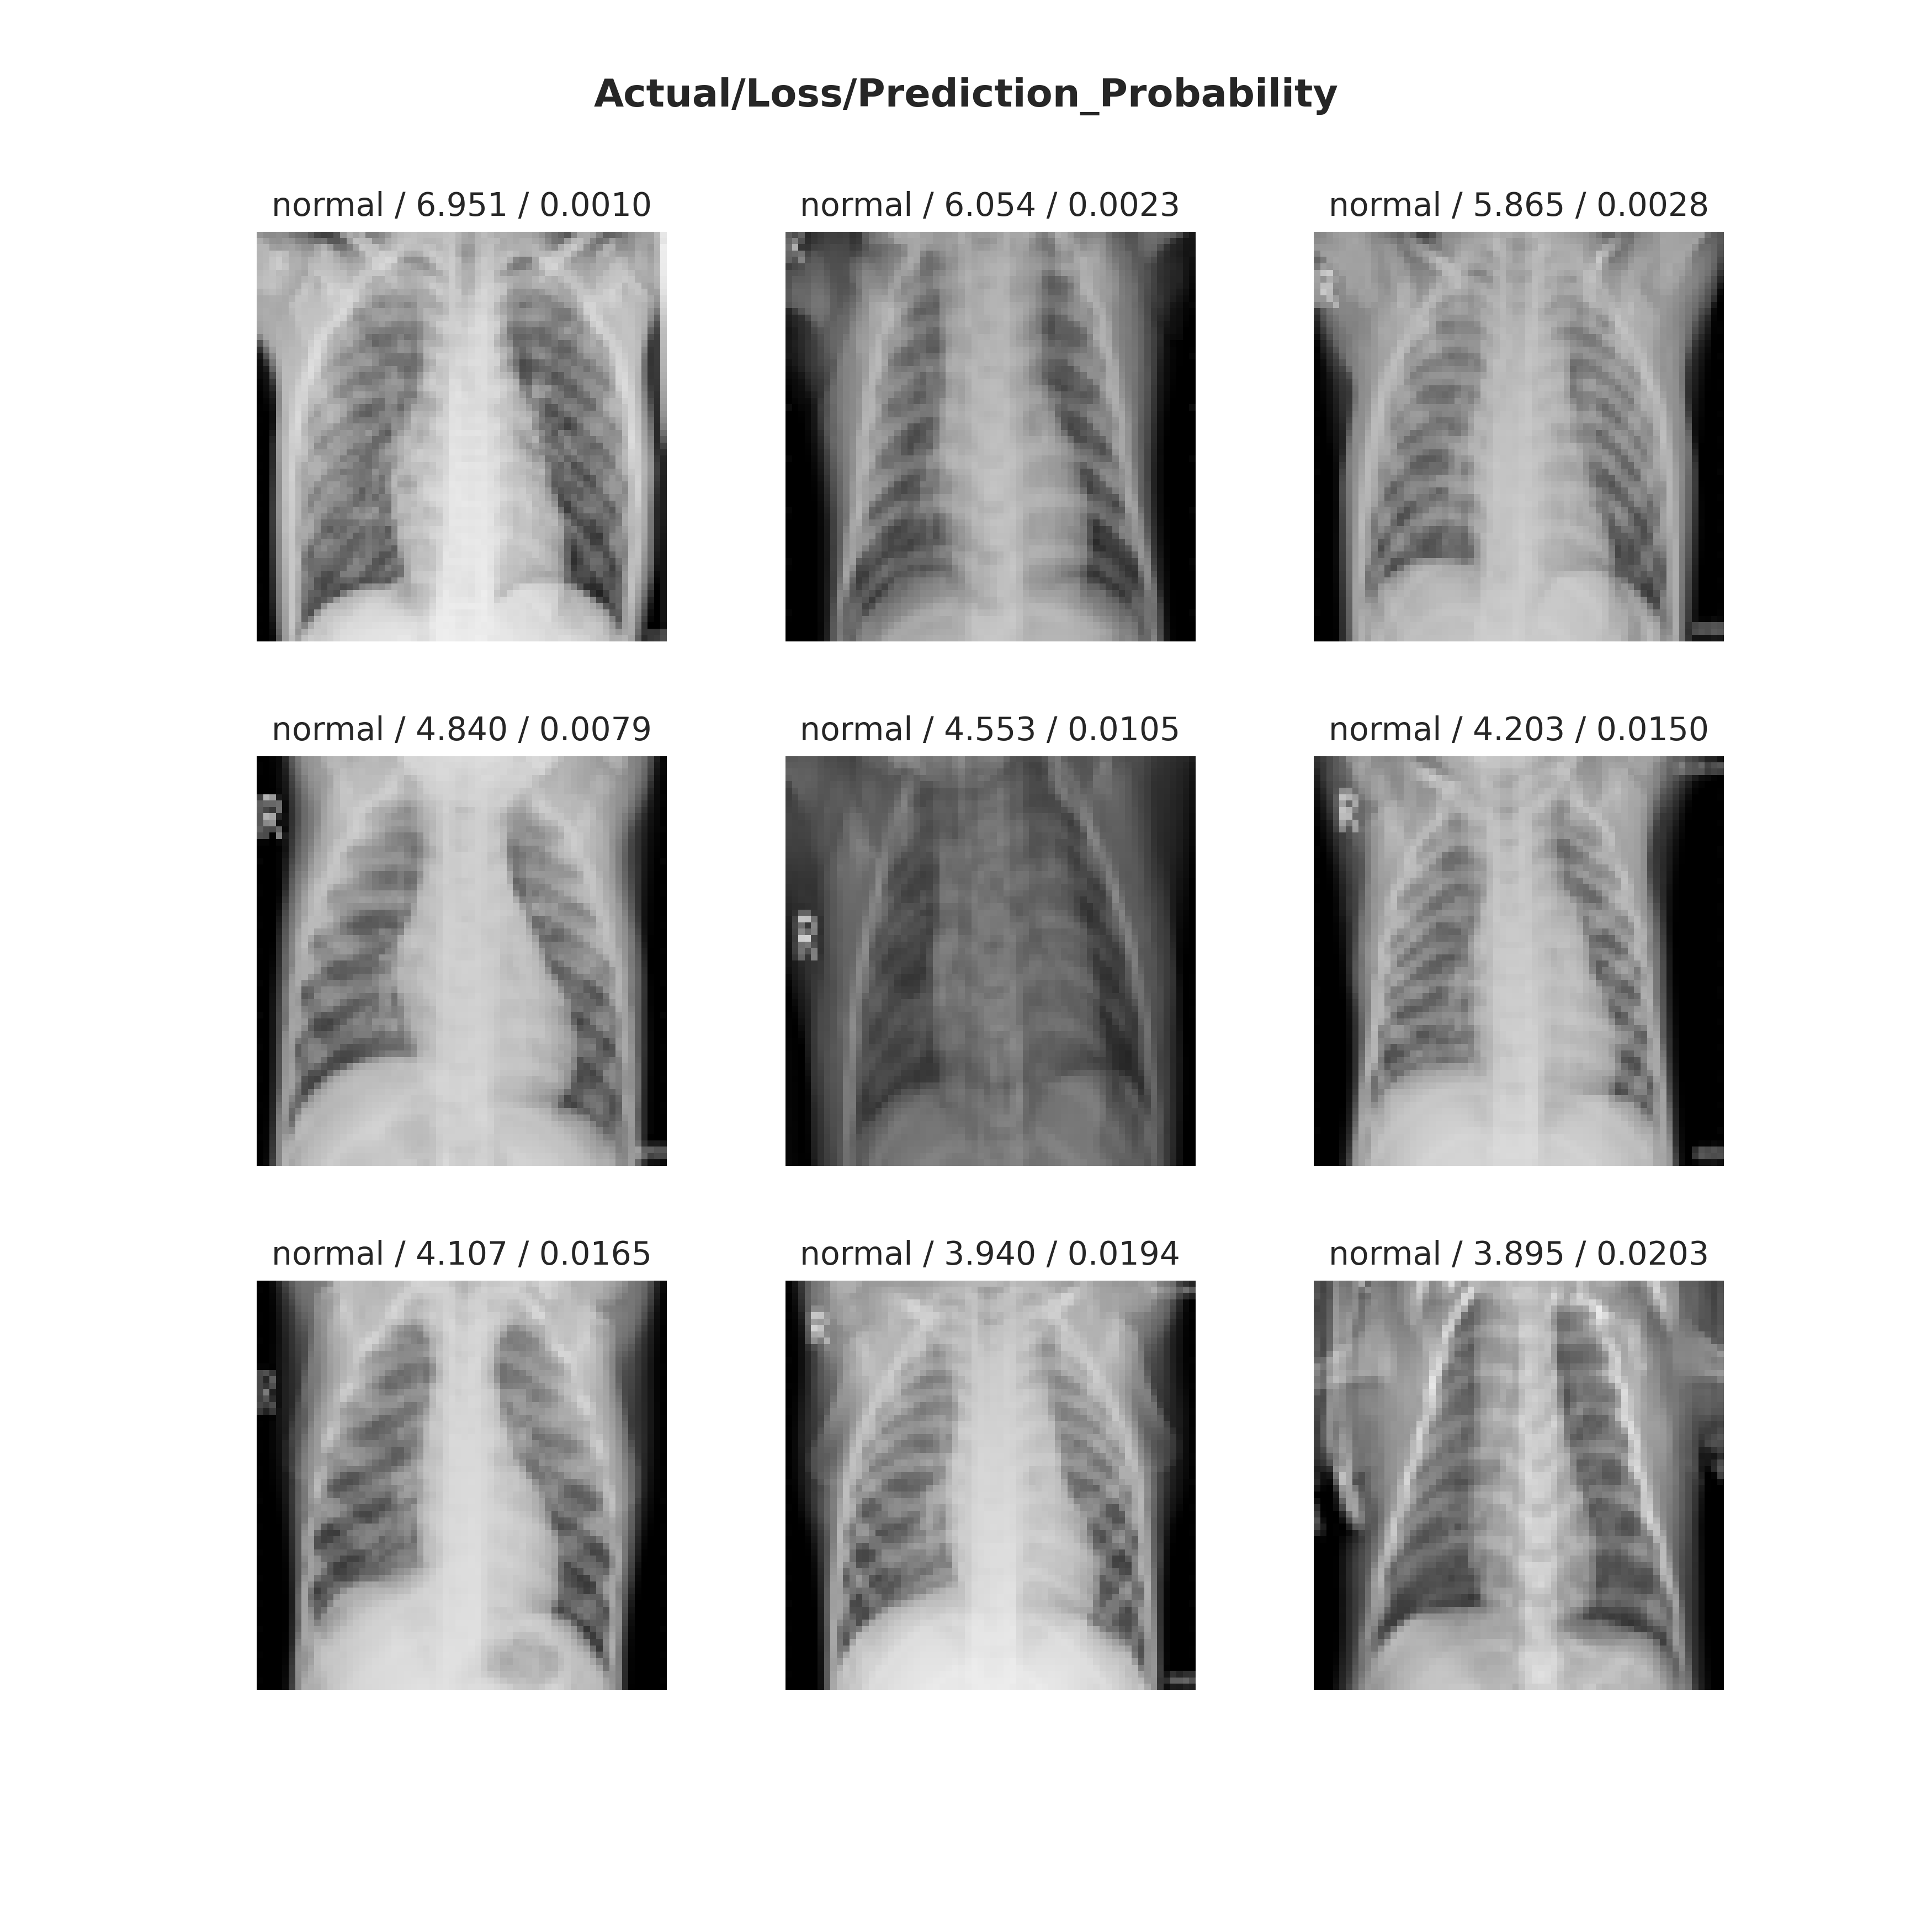 Actual/Loss/Prediction_Probability
normal / 6.951 / 0.0010
normal / 6.054 / 0.0023
normal / 5.865 / 0.0028
normal / 4.840 / 0.0079
normal / 4.553 / 0.0105
normal / 4.203 / 0.0150
normal / 4.107 / 0.0165
normal / 3.940 / 0.0194
normal / 3.895 / 0.0203